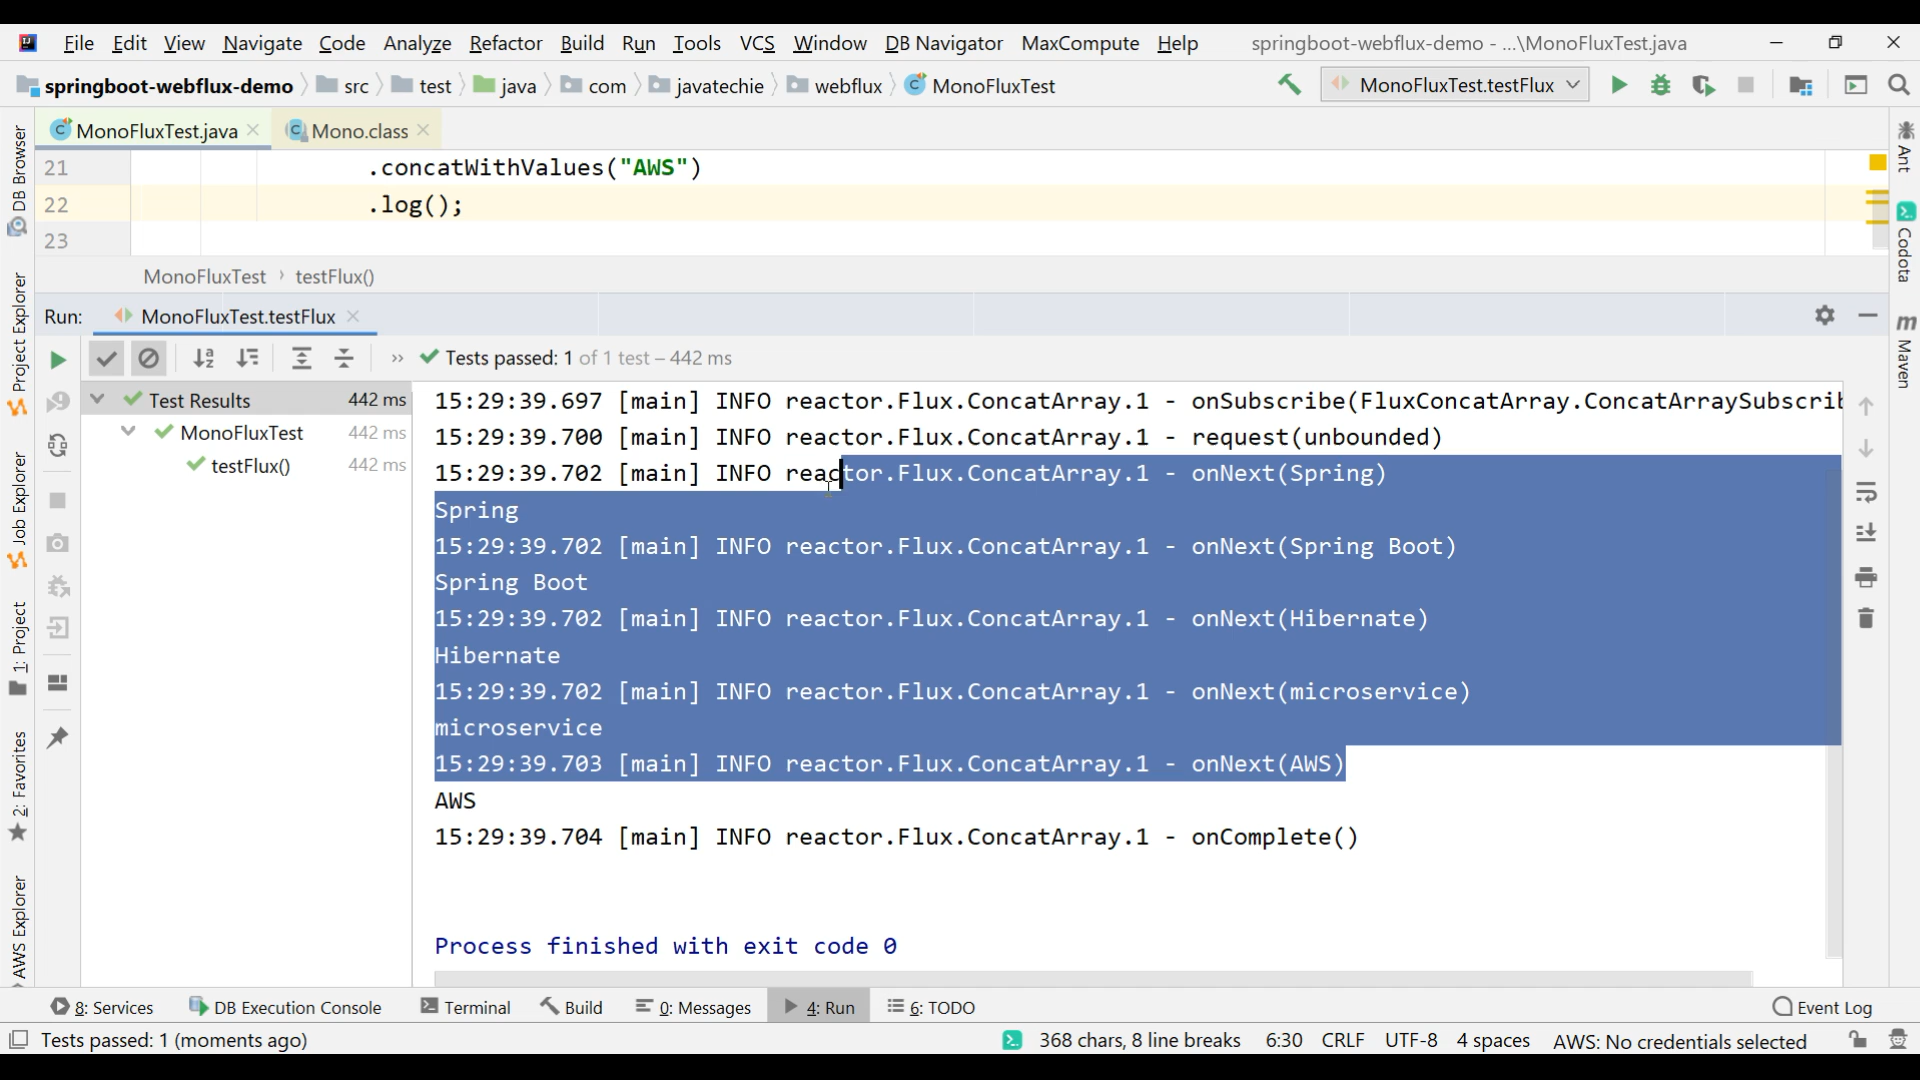 File Edit View Navigate Code Analyze Refactor Build Run Tools VCS Window DB Navigator MaxCompute Help springboot-webflux-demo - ...\MonoFluxTest.java
springboot-webflux-demo src test java com javatechie webflux MonoFluxTest MonoFluxTest.testFlux
MonoFluxTest.java Mono.class
21 .concatWithValues("AWS")
22 .log();
23
MonoFluxTest › testFlux()
Run: MonoFluxTest.testFlux
» Tests passed: 1 of 1 test – 442 ms
Test Results 442 ms
MonoFluxTest 442 ms
testFlux() 442 ms
15:29:39.697 [main] INFO reactor.Flux.ConcatArray.1 - onSubscribe(FluxConcatArray.ConcatArraySubscrib
15:29:39.700 [main] INFO reactor.Flux.ConcatArray.1 - request(unbounded)
15:29:39.702 [main] INFO reactor.Flux.ConcatArray.1 - onNext(Spring)
Spring
15:29:39.702 [main] INFO reactor.Flux.ConcatArray.1 - onNext(Spring Boot)
Spring Boot
15:29:39.702 [main] INFO reactor.Flux.ConcatArray.1 - onNext(Hibernate)
Hibernate
15:29:39.702 [main] INFO reactor.Flux.ConcatArray.1 - onNext(microservice)
microservice
15:29:39.703 [main] INFO reactor.Flux.ConcatArray.1 - onNext(AWS)
AWS
15:29:39.704 [main] INFO reactor.Flux.ConcatArray.1 - onComplete()
Process finished with exit code 0
DB Browser
Project Explorer
Job Explorer
1: Project
2: Favorites
AWS Explorer
Ant
Codota
Maven
8: Services DB Execution Console Terminal Build 0: Messages 4: Run 6: TODO Event Log
Tests passed: 1 (moments ago) 368 chars, 8 line breaks 6:30 CRLF UTF-8 4 spaces AWS: No credentials selected